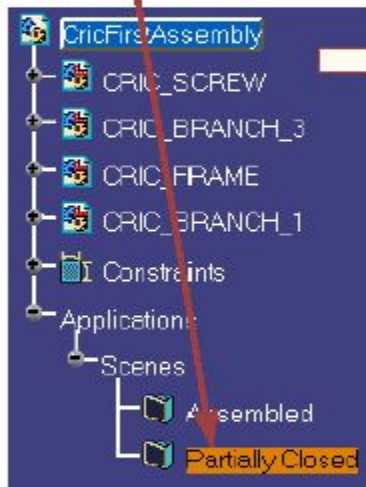 CricFirstAssembly
CRIC_SCREW
CRIC_BRANCH_3
CRIC_FRAME
CRIC_BRANCH_1
Constraints
Applications
Scenes
Assembled
Partially Closed